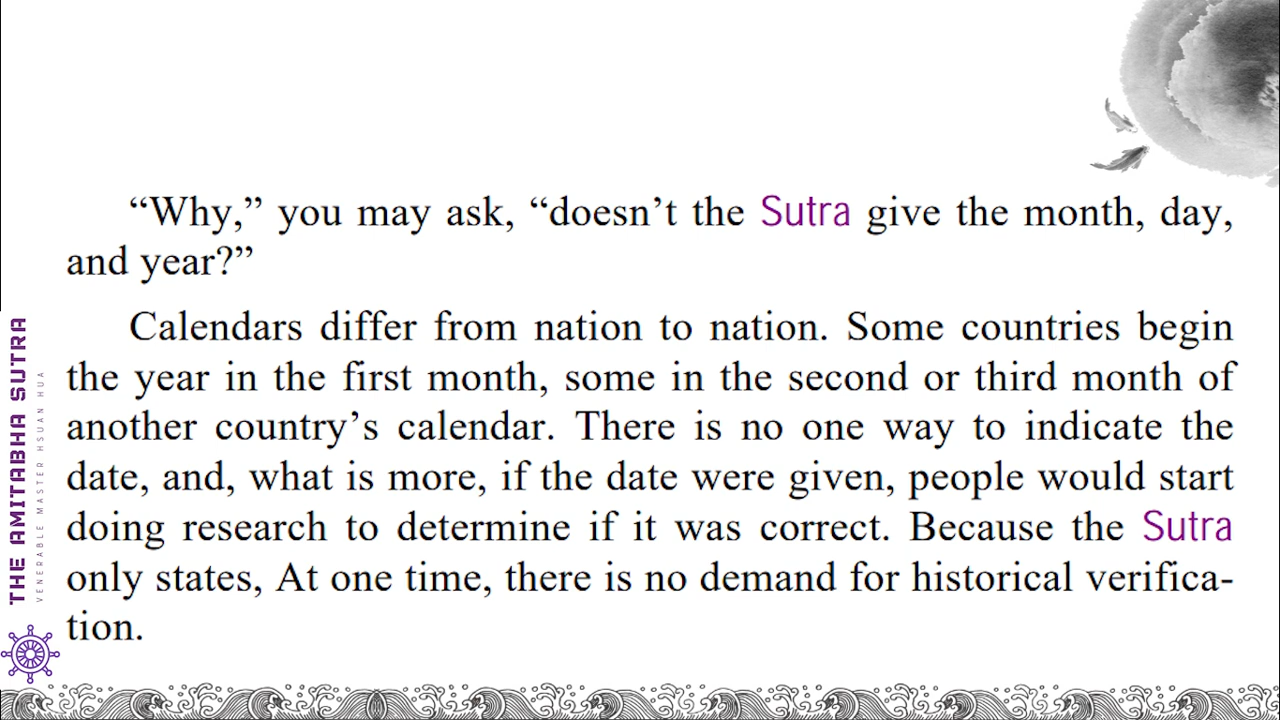 “Why,” you may ask, “doesn’t the Sutra give the month, day,
and year?”
Calendars differ from nation to nation. Some countries begin
the year in the first month, some in the second or third month of
another country’s calendar. There is no one way to indicate the
date, and, what is more, if the date were given, people would start
doing research to determine if it was correct. Because the Sutra
only states, At one time, there is no demand for historical verifica-
tion.
THE AMITABHA SUTRA
VENERABLE MASTER HSUAN HUA